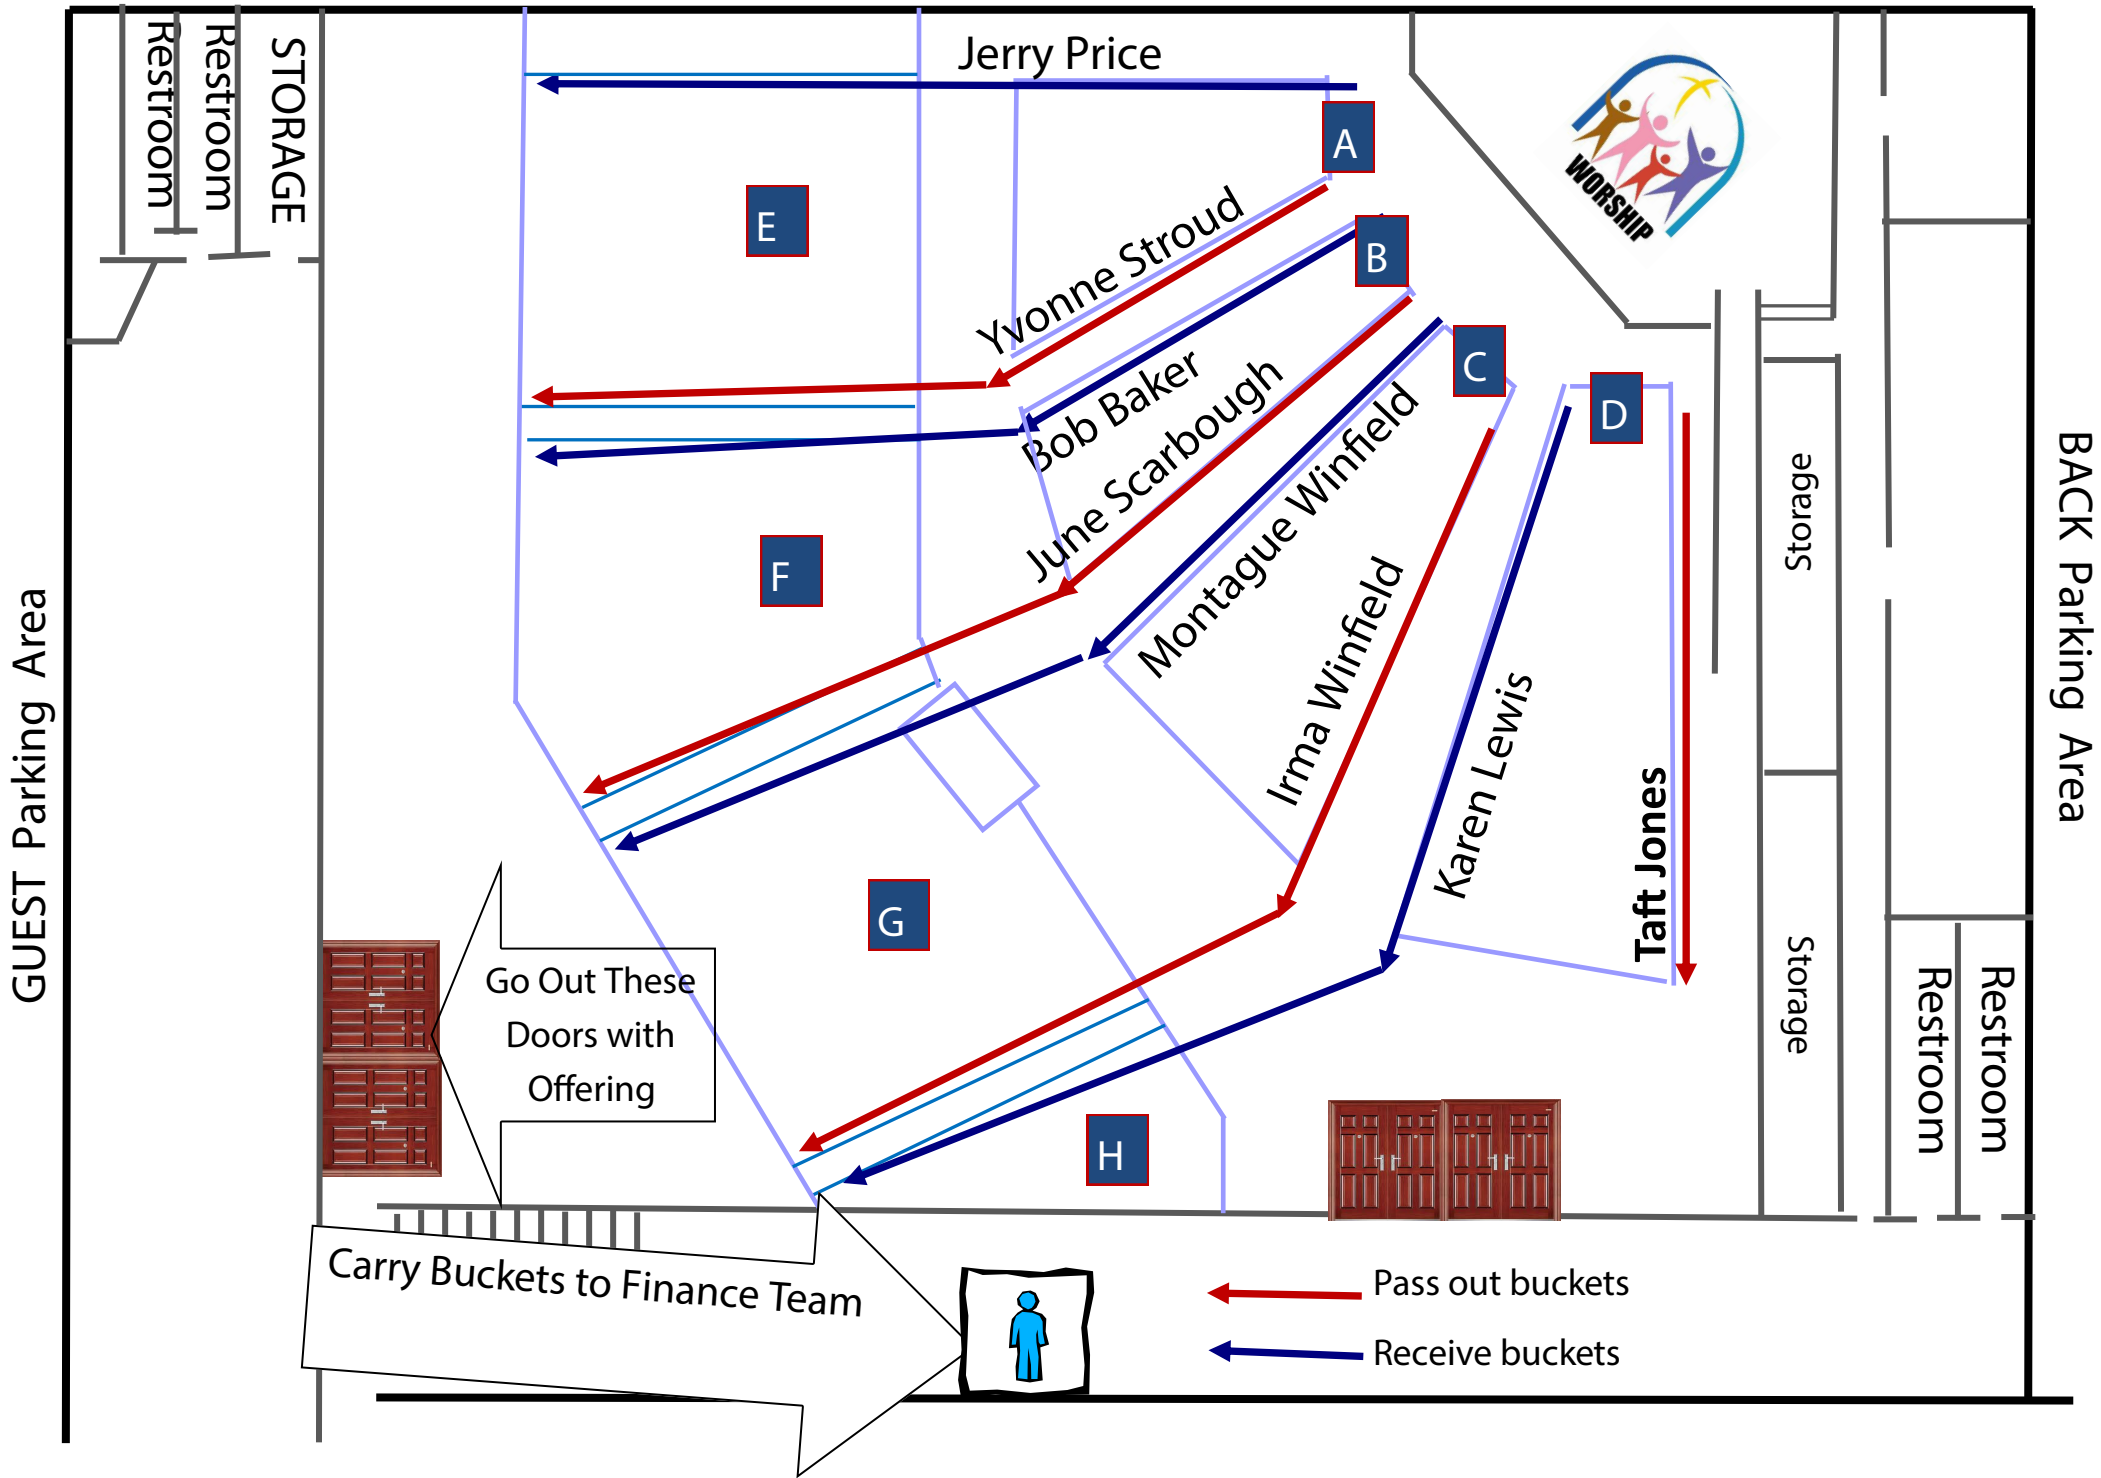 Restroom
Restroom
STORAGE
Jerry Price
WORSHIP
A
E
Yvonne Stroud
B
Bob Baker
C
June Scarbough
D
Montague Winfield
Storage
BACK Parking Area
F
Irma Winfield
GUEST Parking Area
Karen Lewis
Taft Jones
G
Go Out These
Doors with
Offering
Storage
Restroom
Restroom
H
Carry Buckets to Finance Team
Pass out buckets
Receive buckets